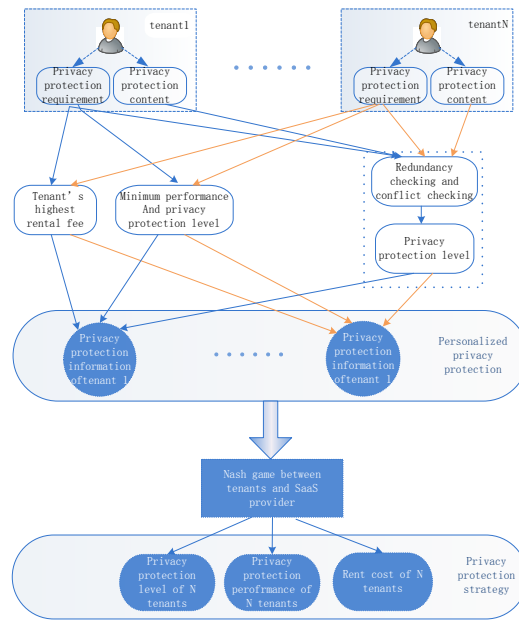 tenant1
tenantN
Privacy
protection
requirement
Privacy
protection
content
Privacy
protection
requirement
Privacy
protection
content
Tenant's
highest
rental fee
Minimum performance
And privacy
protection level
Redundancy
checking and
conflict checking
Privacy
protection level
Privacy
protection
information
oftenant 1
Privacy
protection
information
oftenant 1
Personalized
privacy
protection
Nash game between
tenants and SaaS
provider
Privacy
protection
level of N
tenants
Privacy
protection
perofrmance of
N tenants
Rent cost of N
tenants
Privacy
protection
strategy